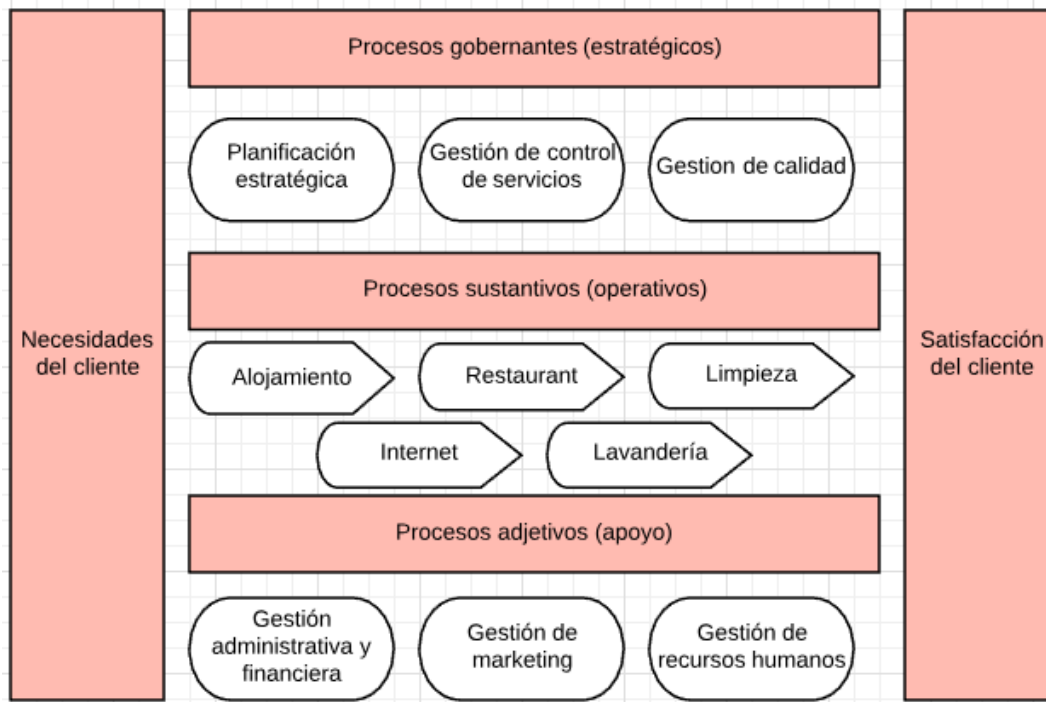 Procesos gobernantes (estratégicos)
Planificación
estratégica
Gestión de control
de servicios
Gestion de calidad
Procesos sustantivos (operativos)
Necesidades
del cliente
Satisfacción
del cliente
Alojamiento
Restaurant
Limpieza
Internet
Lavandería
Procesos adjetivos (apoyo)
Gestión
administrativa y
financiera
Gestión de
marketing
Gestión de
recursos humanos